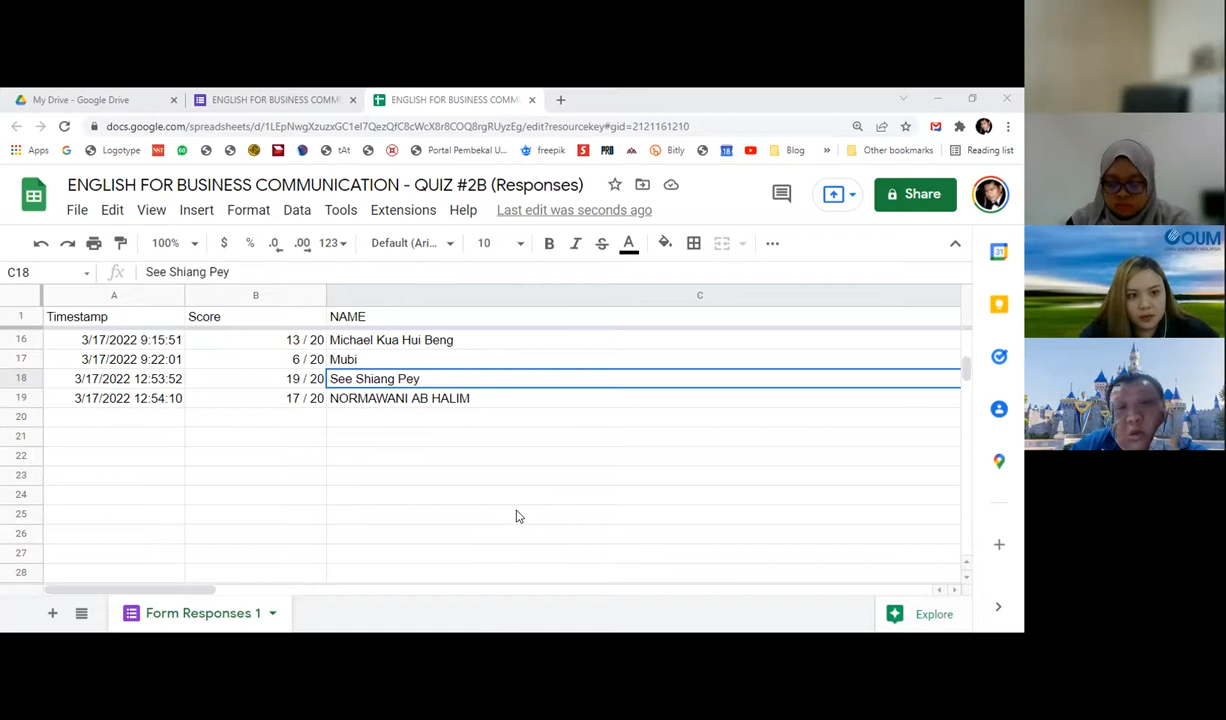 My Drive - Google Drive
ENGLISH FOR BUSINESS COMMU
ENGLISH FOR BUSINESS COMMU
docs.google.com/spreadsheets/d/1LEpNwgXzuzxGC1eI7QezQfC8cWcX8r8COQ8rgRUyzEg/edit?resourcekey#gid=2121161210
Apps Logotype tAt Portal Pembekal U... freepik PRO Bitly Blog » Other bookmarks Reading list
ENGLISH FOR BUSINESS COMMUNICATION - QUIZ #2B (Responses)
Share
File Edit View Insert Format Data Tools Extensions Help Last edit was seconds ago
100% $ % .0 .00 123 Default (Ari... 10 B I S A
C18 fx See Shiang Pey
A B C
1 Timestamp Score NAME
16 3/17/2022 9:15:51 13 / 20 Michael Kua Hui Beng
17 3/17/2022 9:22:01 6 / 20 Mubi
18 3/17/2022 12:53:52 19 / 20 See Shiang Pey
19 3/17/2022 12:54:10 17 / 20 NORMAWANI AB HALIM
20
21
22
23
24
25
26
27
28
Form Responses 1
Explore
OUM